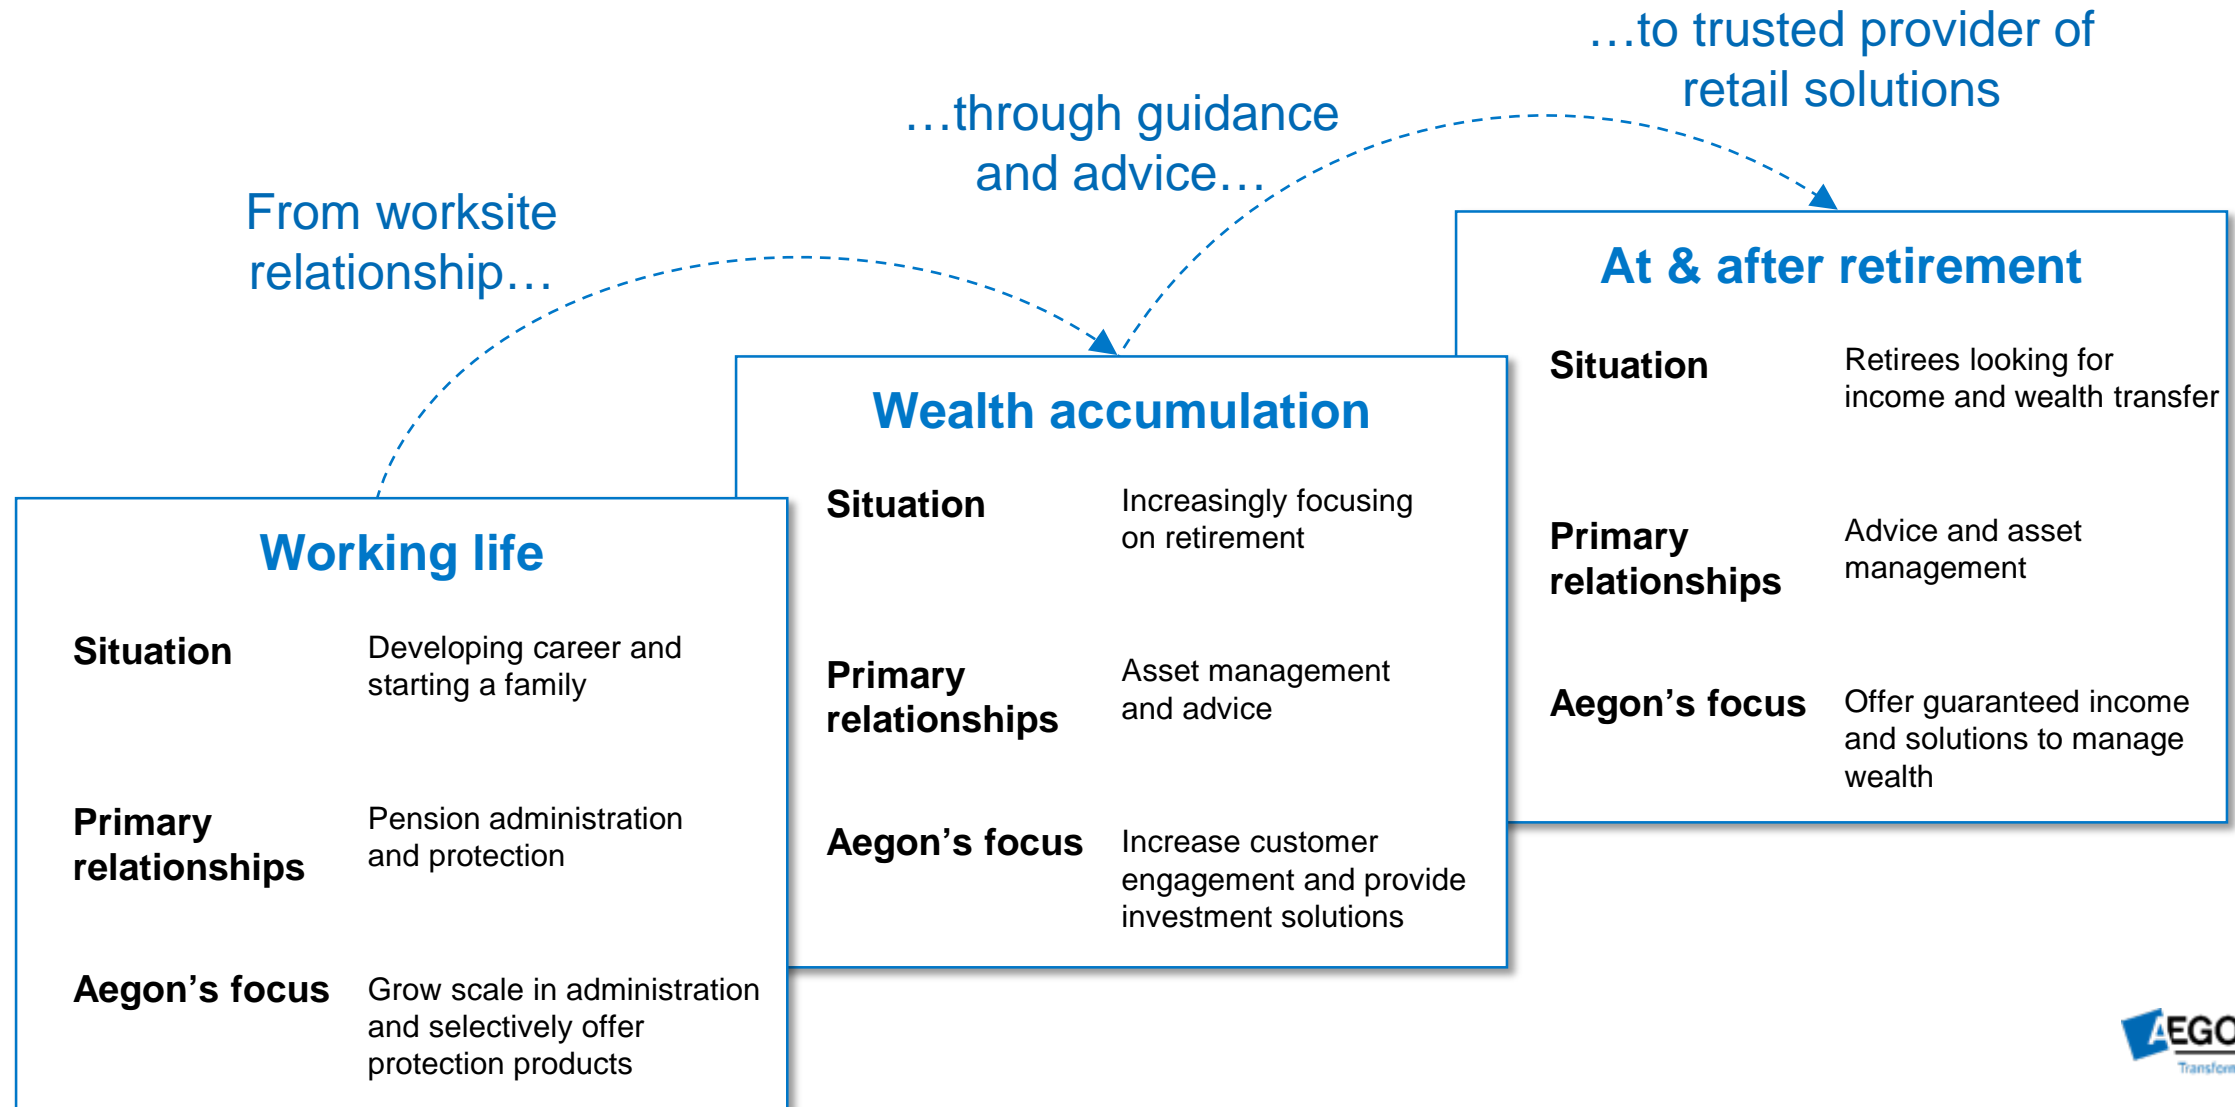 From worksite
relationship…
…through guidance
and advice…
…to trusted provider of
retail solutions
Working life
Situation
Developing career and
starting a family
Primary
relationships
Pension administration
and protection
Aegon’s focus
Grow scale in administration
and selectively offer
protection products
Wealth accumulation
Situation
Increasingly focusing
on retirement
Primary
relationships
Asset management
and advice
Aegon’s focus
Increase customer
engagement and provide
investment solutions
At & after retirement
Situation
Retirees looking for
income and wealth transfer
Primary
relationships
Advice and asset
management
Aegon’s focus
Offer guaranteed income
and solutions to manage
wealth